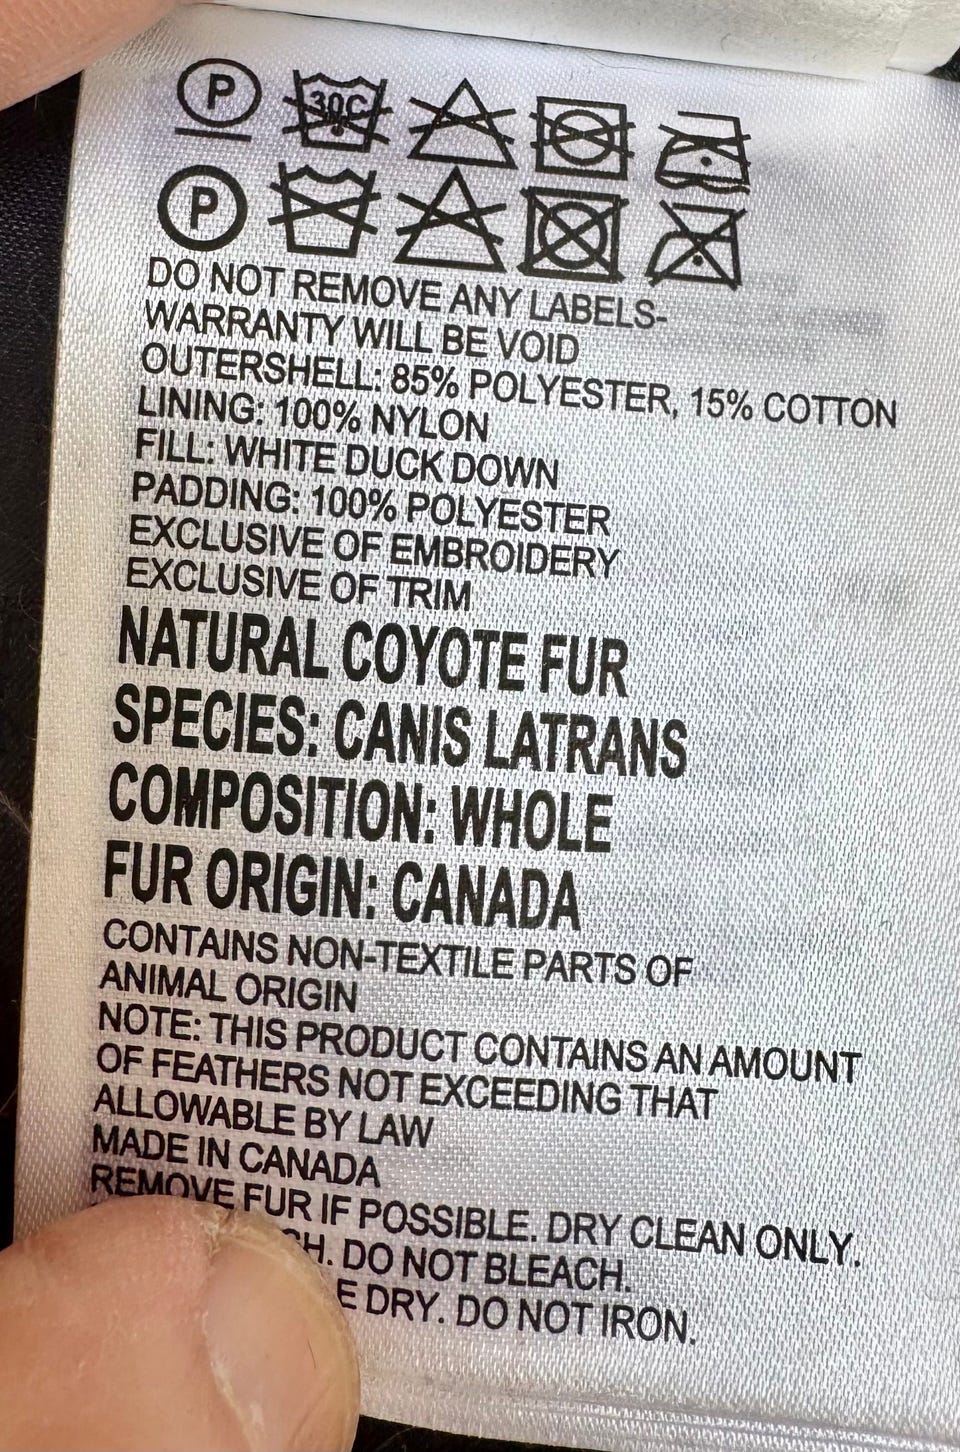 P 30C
P
DO NOT REMOVE ANY LABELS-
WARRANTY WILL BE VOID
OUTERSHELL: 85% POLYESTER, 15% COTTON
LINING: 100% NYLON
FILL: WHITE DUCK DOWN
PADDING: 100% POLYESTER
EXCLUSIVE OF EMBROIDERY
EXCLUSIVE OF TRIM
NATURAL COYOTE FUR
SPECIES: CANIS LATRANS
COMPOSITION: WHOLE
FUR ORIGIN: CANADA
CONTAINS NON-TEXTILE PARTS OF
ANIMAL ORIGIN
NOTE: THIS PRODUCT CONTAINS AN AMOUNT
OF FEATHERS NOT EXCEEDING THAT
ALLOWABLE BY LAW
MADE IN CANADA
REMOVE FUR IF POSSIBLE. DRY CLEAN ONLY.
DO NOT BLEACH.
DRY. DO NOT IRON.